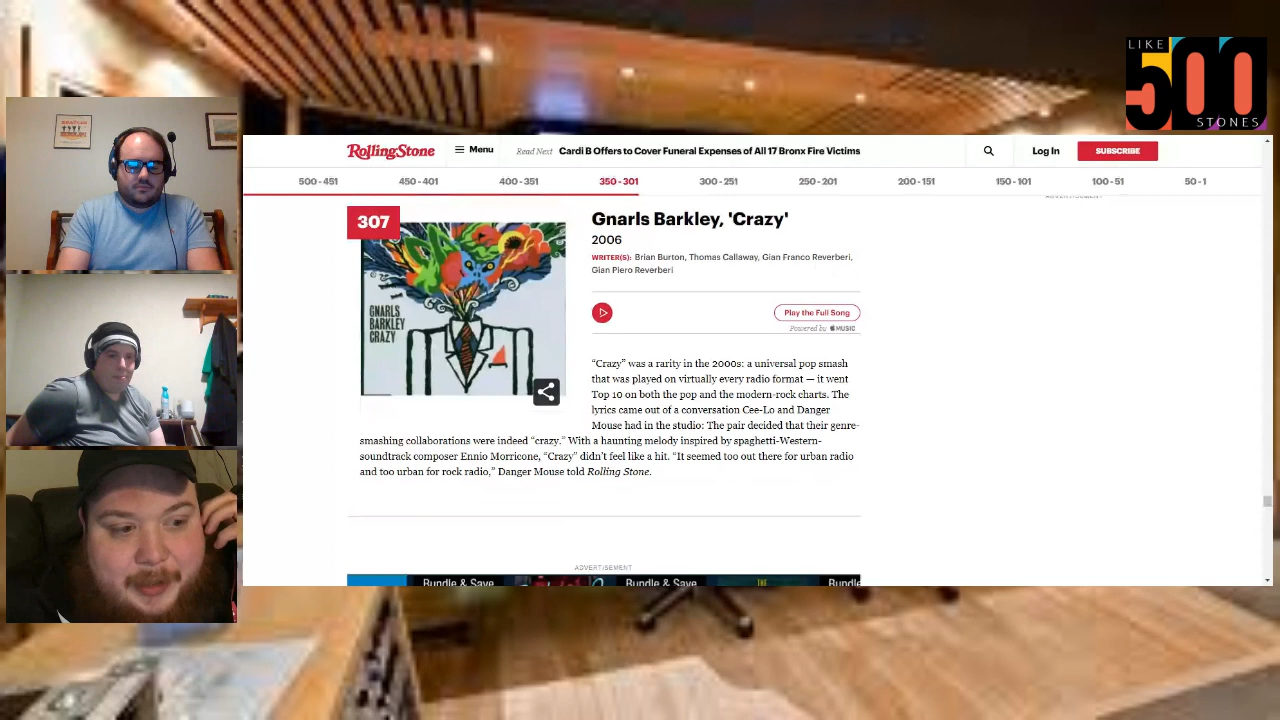 LIKE
500
STONES
RollingStone
Menu
Read Next Cardi B Offers to Cover Funeral Expenses of All 17 Bronx Fire Victims
Log In
SUBSCRIBE
500 - 451 450 - 401 400 - 351 350 - 301 300 - 251 250 - 201 200 - 151 150 - 101 100 - 51 50 - 1
ADVERTISEMENT
307
GNARLS
BARKLEY
CRAZY
Gnarls Barkley, 'Crazy'
2006
WRITER(S): Brian Burton, Thomas Callaway, Gian Franco Reverberi,
Gian Piero Reverberi
Play the Full Song
Powered by MUSIC
“Crazy” was a rarity in the 2000s: a universal pop smash
that was played on virtually every radio format — it went
Top 10 on both the pop and the modern-rock charts. The
lyrics came out of a conversation Cee-Lo and Danger
Mouse had in the studio: The pair decided that their genre-
smashing collaborations were indeed “crazy.” With a haunting melody inspired by spaghetti-Western-
soundtrack composer Ennio Morricone, “Crazy” didn’t feel like a hit. “It seemed too out there for urban radio
and too urban for rock radio,” Danger Mouse told Rolling Stone.
ADVERTISEMENT
Bundle & Save Bundle & Save THE Bundle